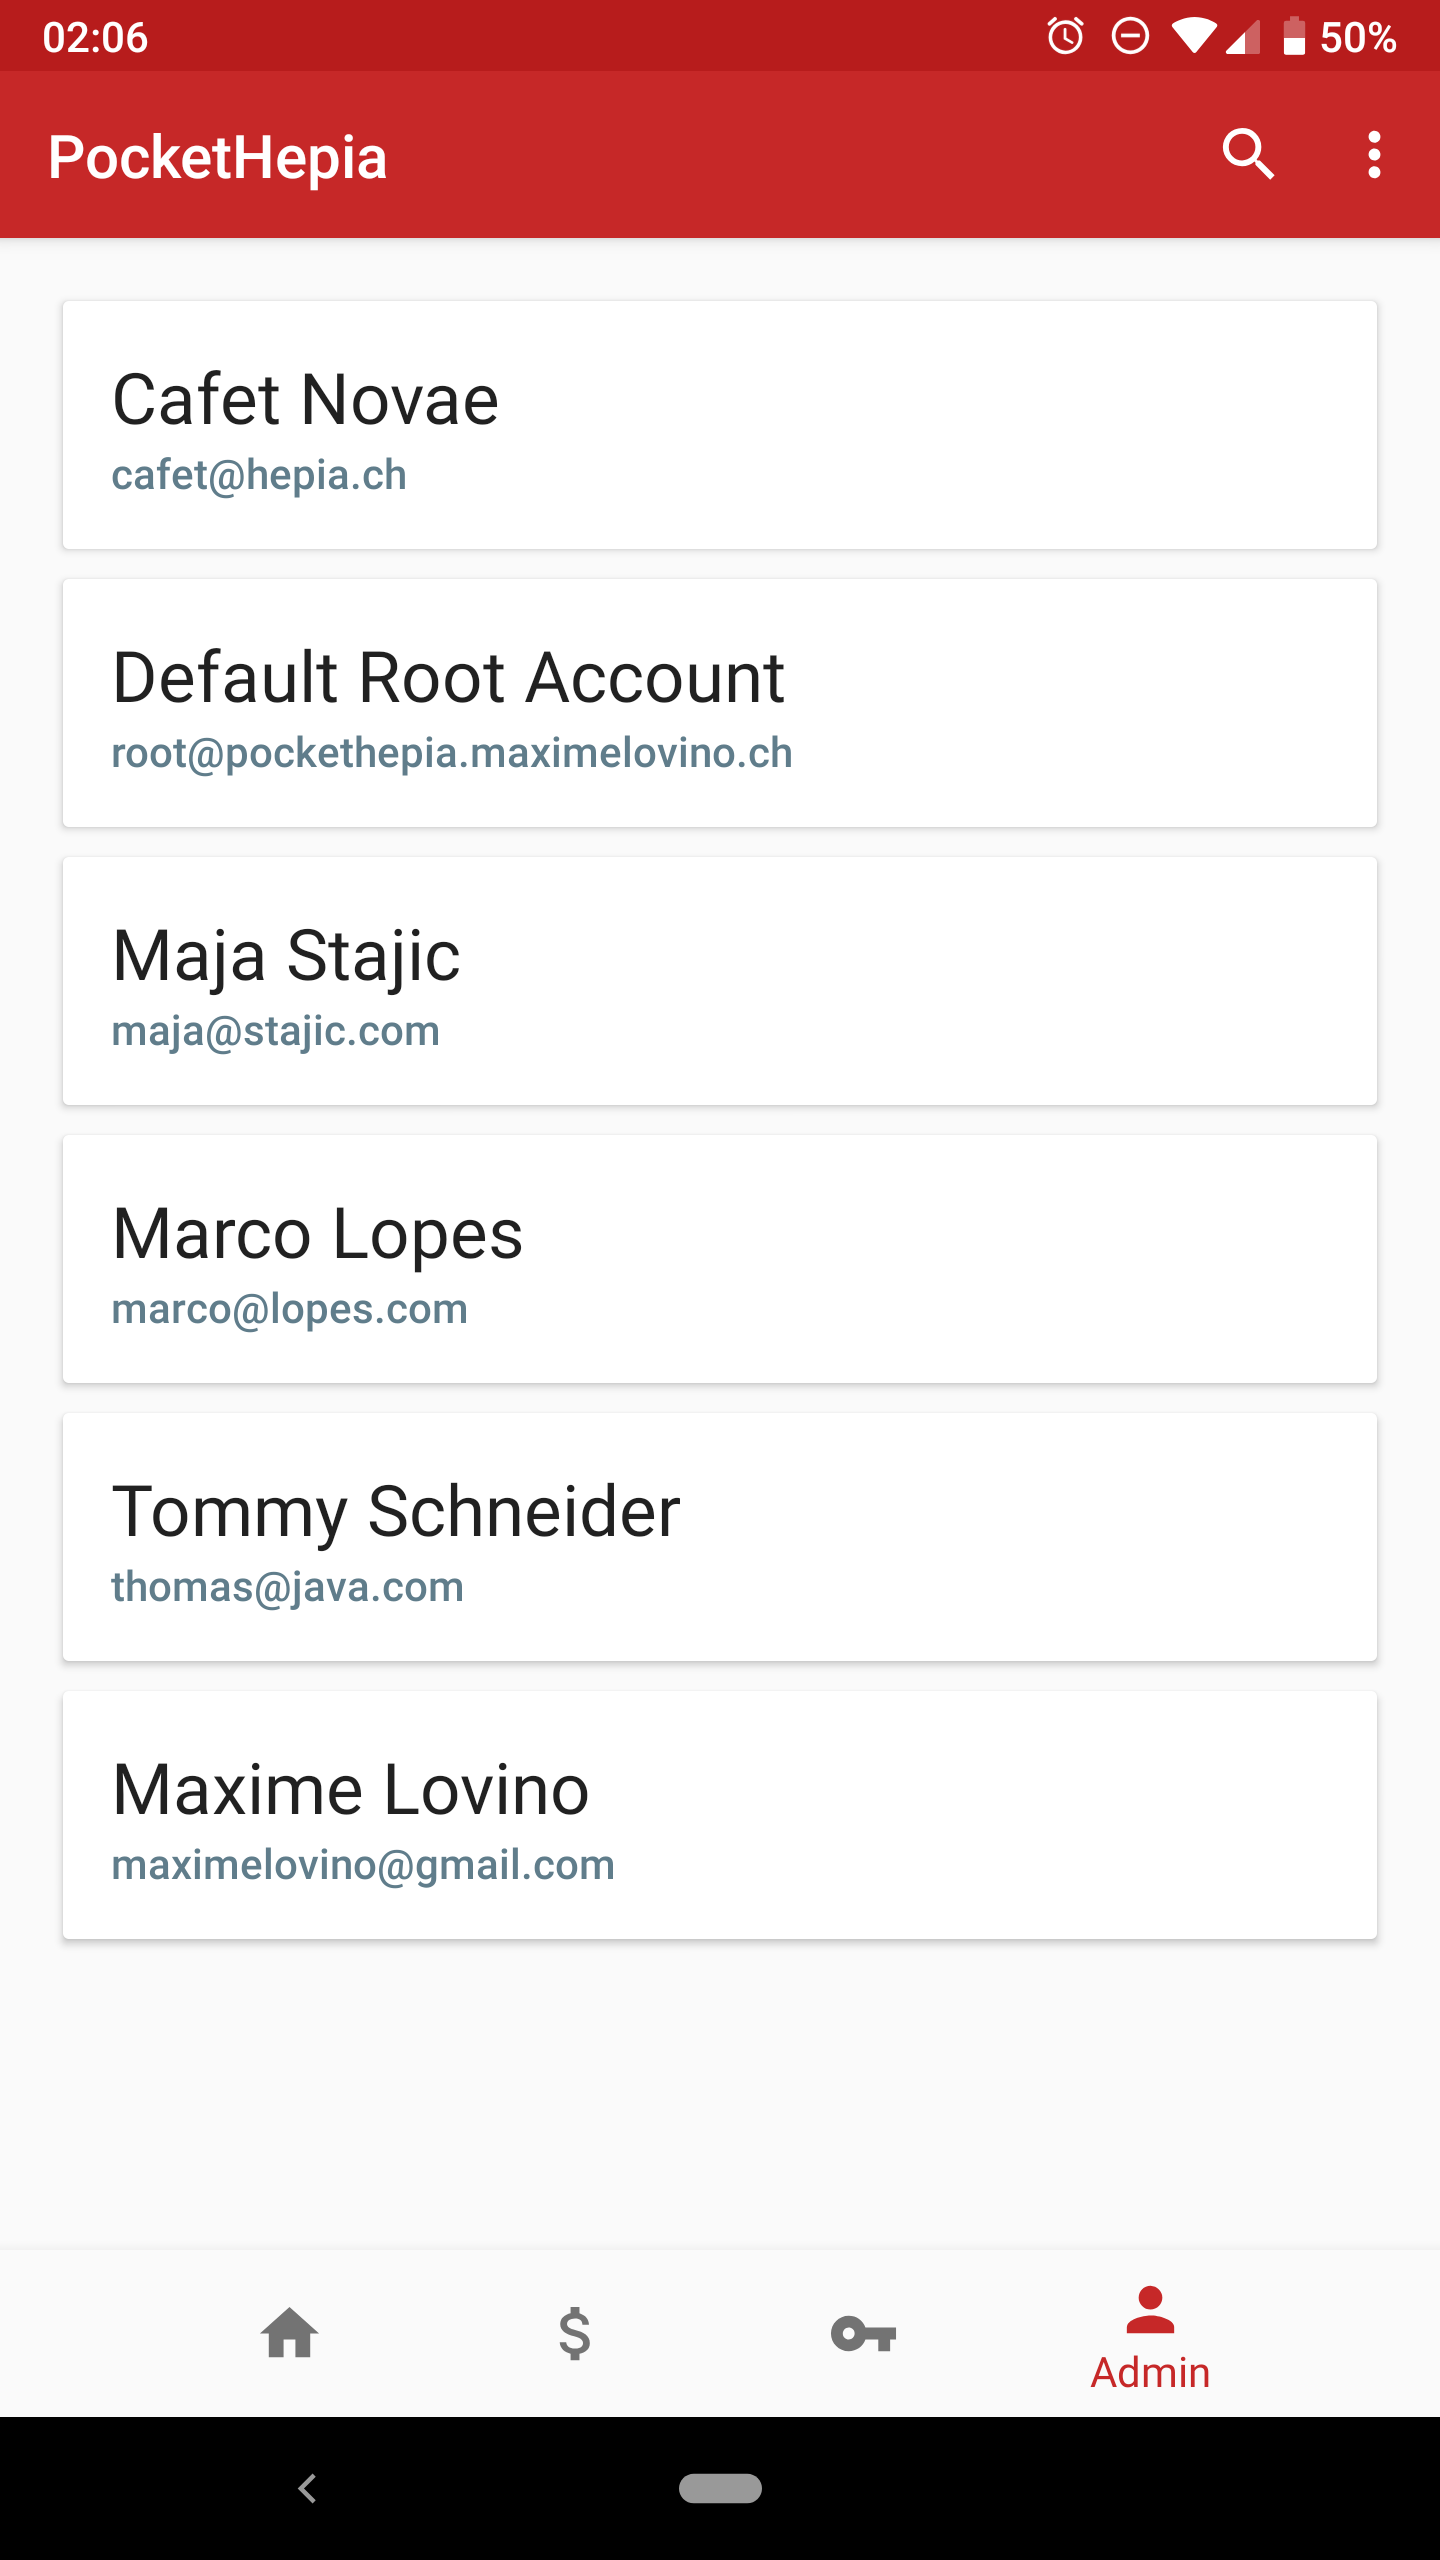 02:06
50%
PocketHepia
Cafet Novae
cafet@hepia.ch
Default Root Account
root@pockethepia.maximelovino.ch
Maja Stajic
maja@stajic.com
Marco Lopes
marco@lopes.com
Tommy Schneider
thomas@java.com
Maxime Lovino
maximelovino@gmail.com
Admin